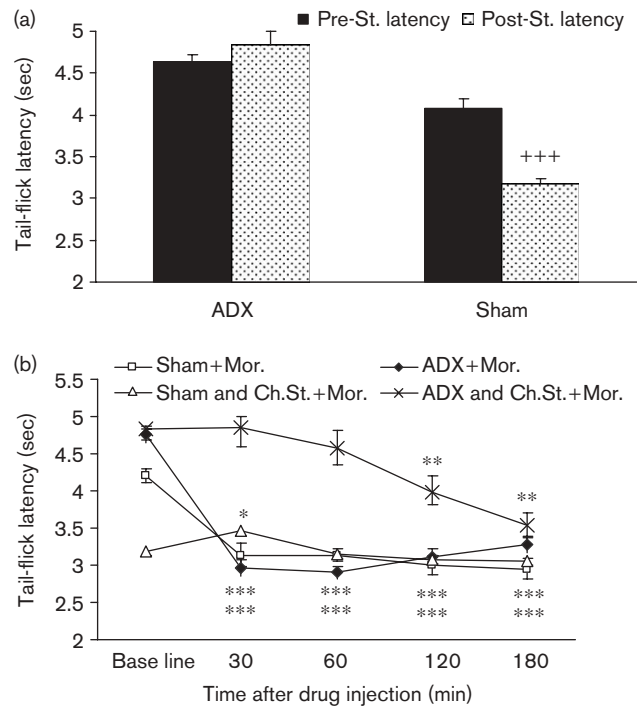 (a)
Pre-St. latency
Post-St. latency
Tail-flick latency (sec)
5
4.5
4
3.5
3
2.5
2
+++
ADX
Sham
(b)
Sham+Mor.
ADX+Mor.
Sham and Ch.St.+Mor.
ADX and Ch.St.+Mor.
Tail-flick latency (sec)
5.5
5
4.5
4
3.5
3
2.5
2
*
**
**
*** *** *** ***
*** *** *** ***
Base line 30 60 120 180
Time after drug injection (min)